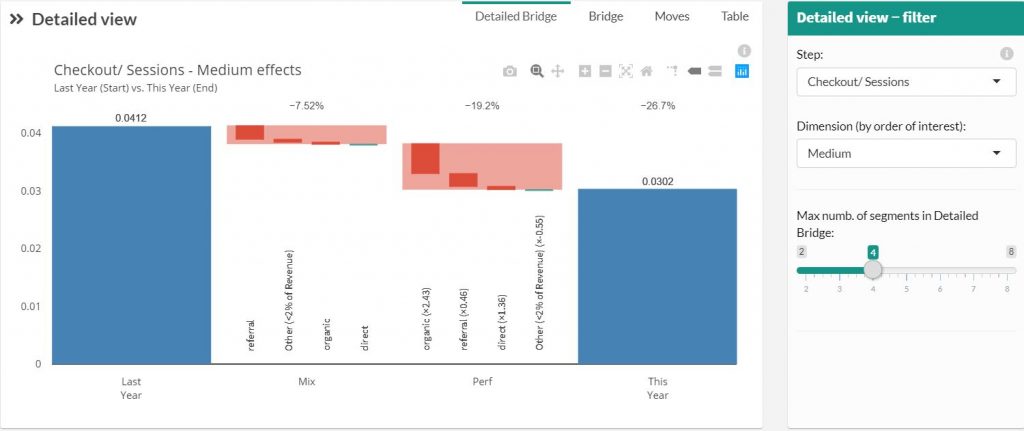 Detailed view
Detailed Bridge
Bridge
Moves
Table
Checkout/ Sessions - Medium effects
Last Year (Start) vs. This Year (End)
−7.52%
−19.2%
−26.7%
0.0412
0.0302
0.04
0.03
0.02
0.01
0
referral
Other (<2% of Revenue)
organic
direct
organic (×2.43)
referral (×0.46)
direct (×1.36)
Other (<2% of Revenue) (×-0.55)
Last
Year
Mix
Perf
This
Year
Detailed view – filter
Step:
Checkout/ Sessions
Dimension (by order of interest):
Medium
Max numb. of segments in Detailed
Bridge:
2
4
8
2 3 4 5 6 7 8